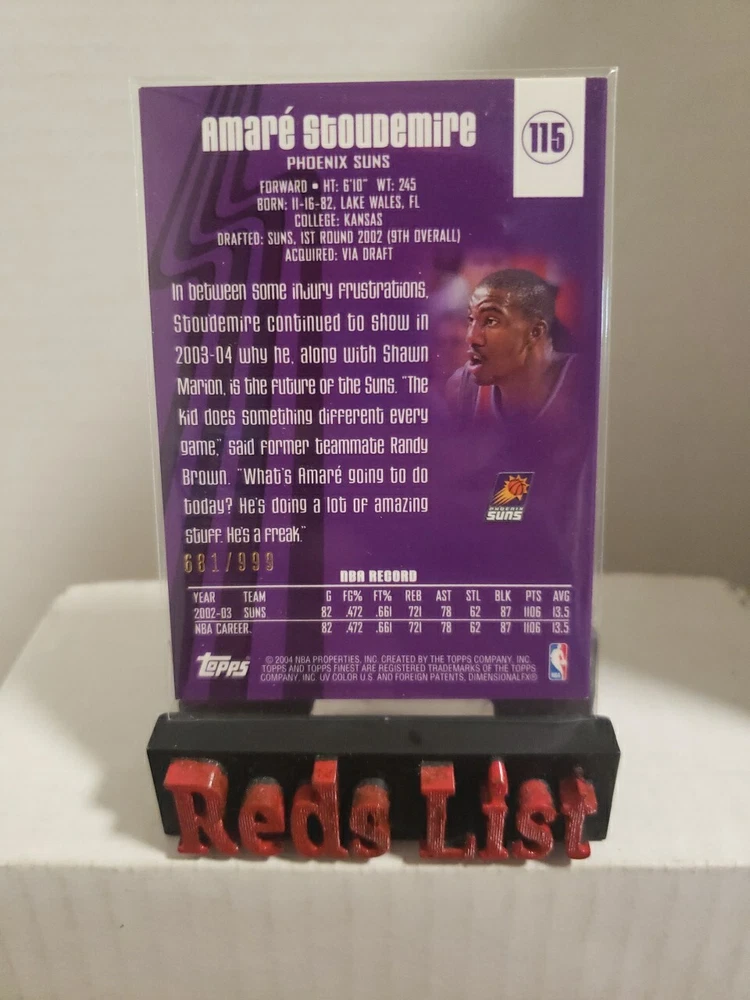 Amaré Stoudemire
115
PHOENIX SUNS
FORWARD • HT: 6'10" WT: 245
BORN: 11-16-82, LAKE WALES, FL
COLLEGE: KANSAS
DRAFTED: SUNS, 1ST ROUND 2002 (9TH OVERALL)
ACQUIRED: VIA DRAFT
In between some injury frustrations,
Stoudemire continued to show in
2003-04 why he, along with Shawn
Marion, is the future of the Suns. "The
kid does something different every
game," said former teammate Randy
Brown. "What's Amaré going to do
today? He's doing a lot of amazing
stuff. He's a freak."
PHOENIX
SUNS
681/999
NBA RECORD
YEAR TEAM G FG% FT% REB AST STL BLK PTS AVG
2002-03 SUNS 82 .472 .661 721 78 62 87 1106 13.5
NBA CAREER. 82 .472 .661 721 78 62 87 1106 13.5
Topps
© 2004 NBA PROPERTIES, INC. CREATED BY THE TOPPS COMPANY, INC.
TOPPS AND TOPPS FINEST ARE REGISTERED TRADEMARKS OF THE TOPPS
COMPANY, INC. UV COLOR U.S. AND FOREIGN PATENTS, DIMENSIONALFX®
NBA
Reds List